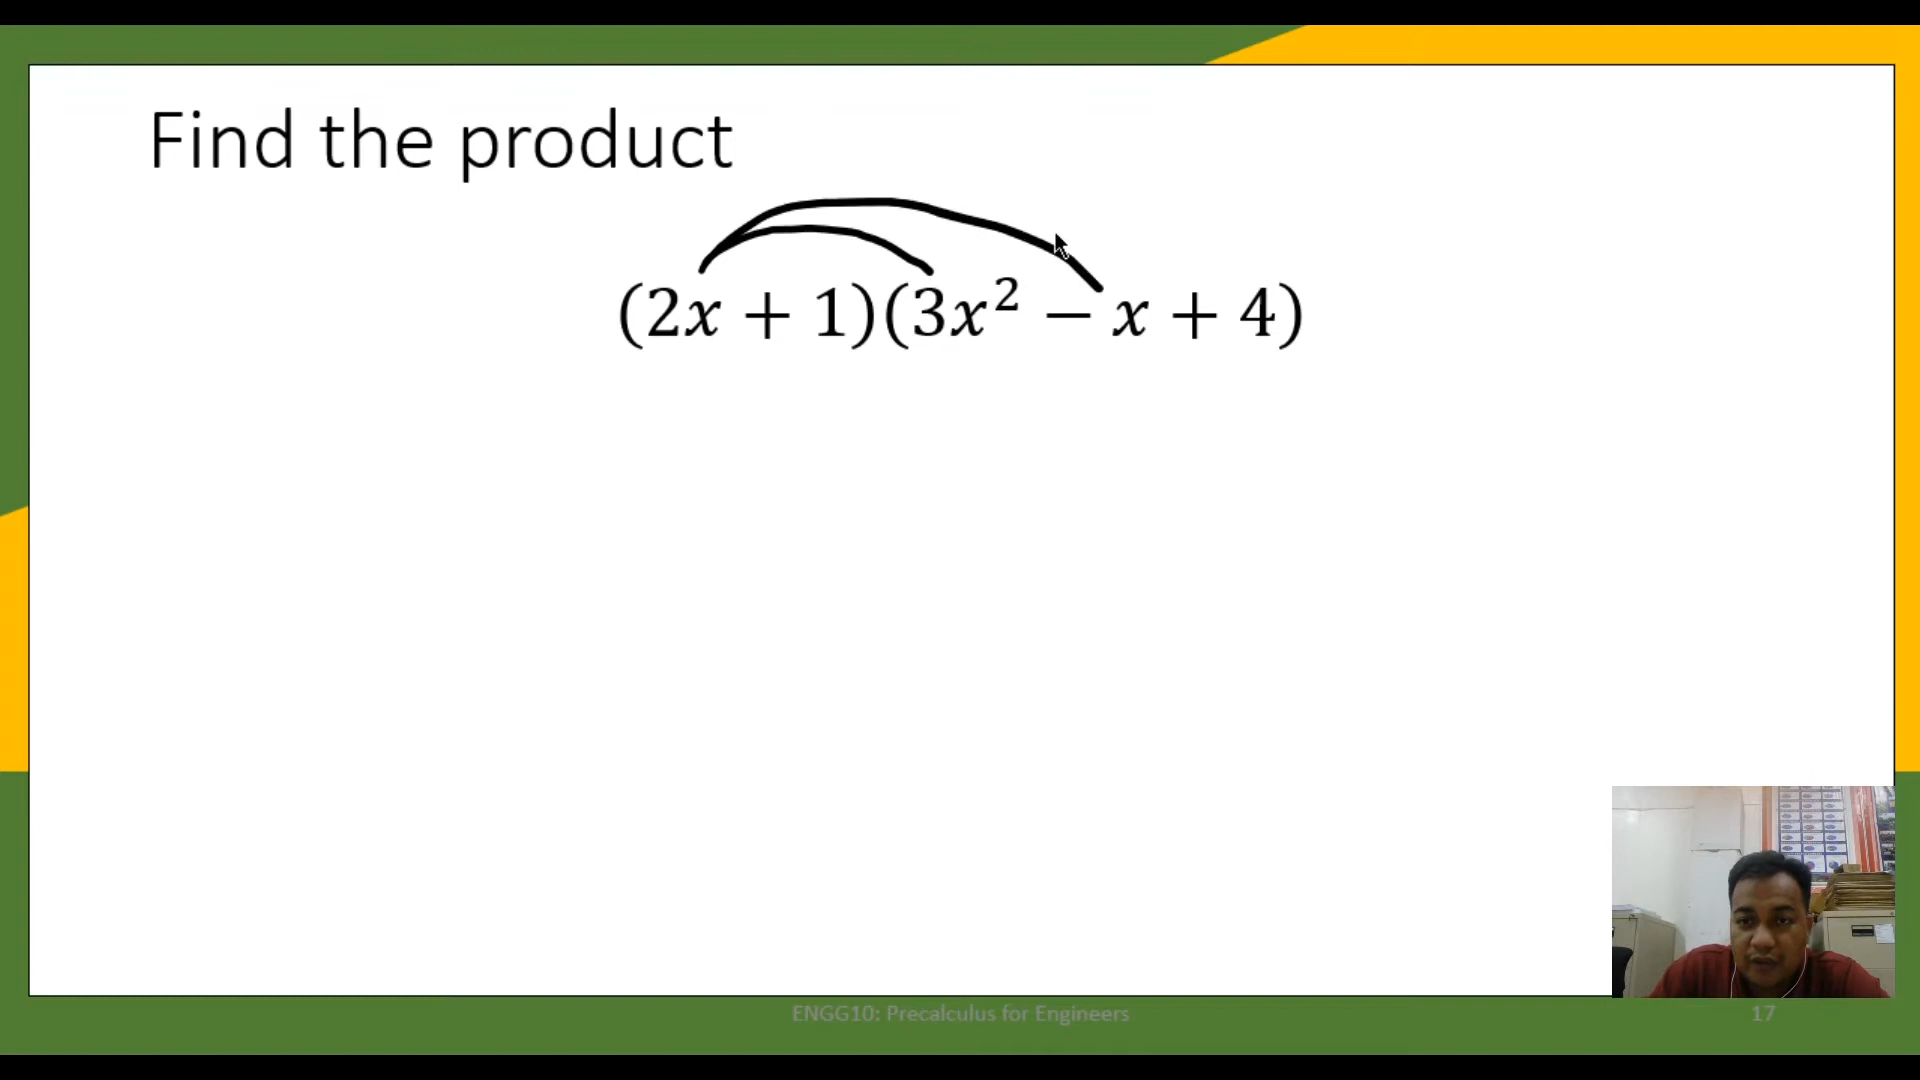 Find the product
(2x + 1)(3x² − x + 4)
ENGG10: Precalculus for Engineers
17